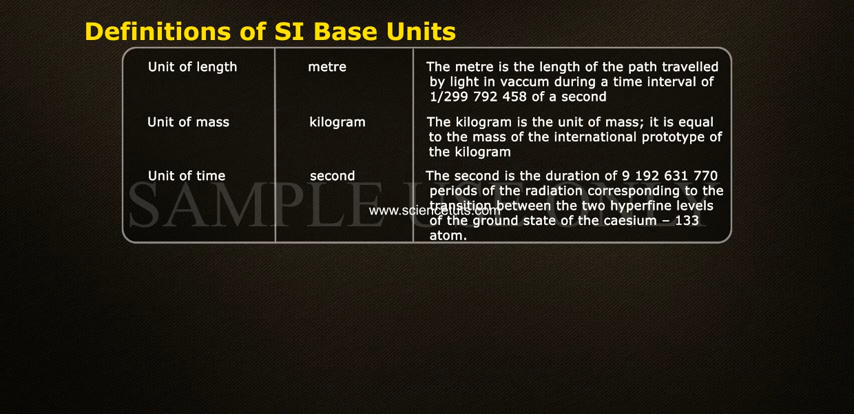 Definitions of SI Base Units
Unit of length metre The metre is the length of the path travelled
by light in vaccum during a time interval of
1/299 792 458 of a second
Unit of mass kilogram The kilogram is the unit of mass; it is equal
to the mass of the international prototype of
the kilogram
Unit of time second The second is the duration of 9 192 631 770
periods of the radiation corresponding to the
transition between the two hyperfine levels
of the ground state of the caesium – 133
atom.
SAMPLE USE ONLY
www.sciencetuts.com